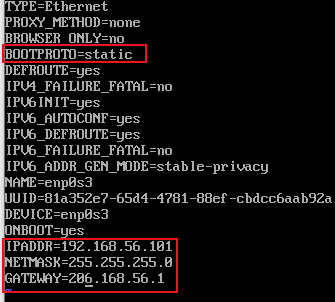 TYPE=Ethernet
PROXY_METHOD=none
BROWSER_ONLY=no
BOOTPROTO=static
DEFROUTE=yes
IPV4_FAILURE_FATAL=no
IPV6INIT=yes
IPV6_AUTOCONF=yes
IPV6_DEFROUTE=yes
IPV6_FAILURE_FATAL=no
IPV6_ADDR_GEN_MODE=stable-privacy
NAME=enp0s3
UUID=81a352e7-65d4-4781-88ef-cbdcc6aab92a
DEVICE=enp0s3
ONBOOT=yes
IPADDR=192.168.56.101
NETMASK=255.255.255.0
GATEWAY=206.168.56.1
~